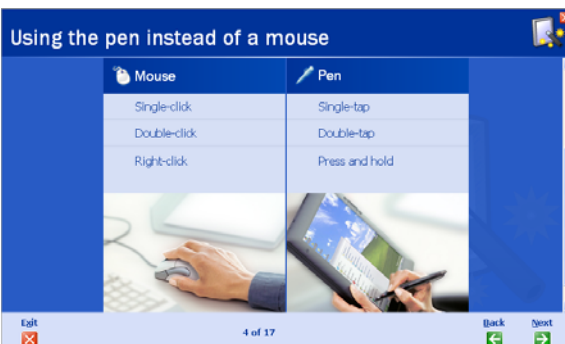 Using the pen instead of a mouse
Mouse Pen
Single-click Single-tap
Double-click Double-tap
Right-click Press and hold
Exit 4 of 17 Back Next